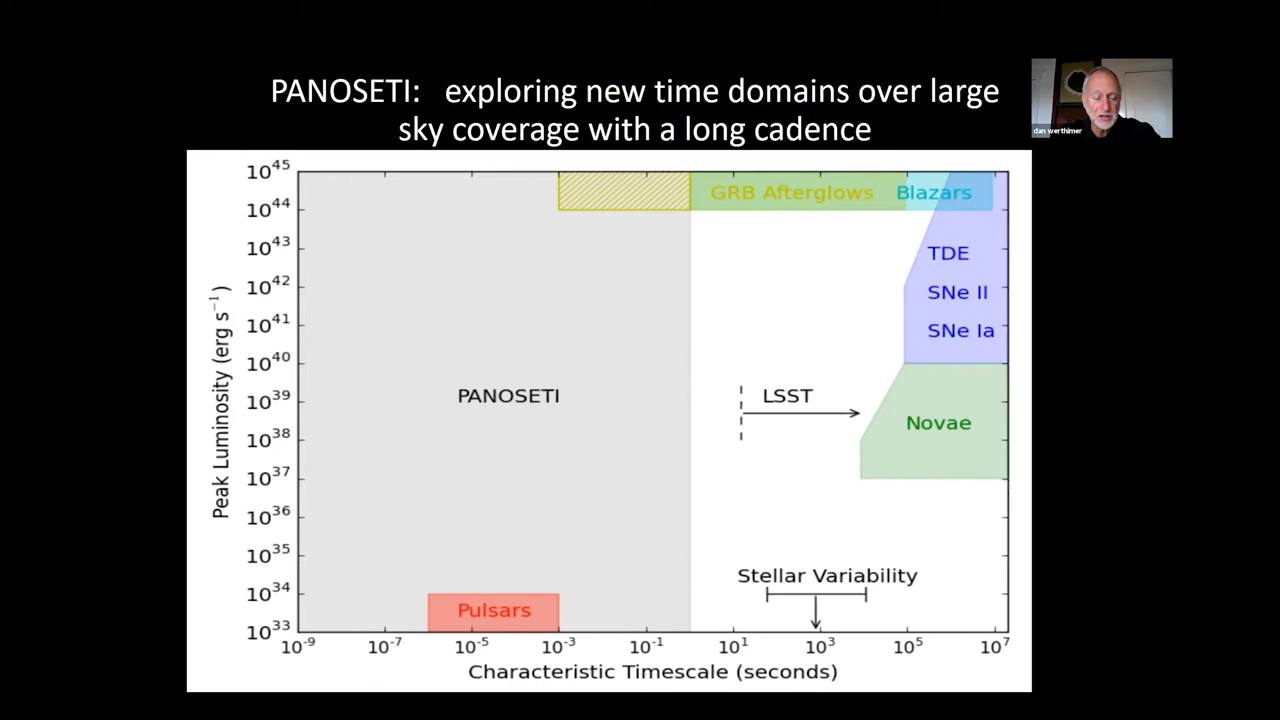 PANOSETI: exploring new time domains over large
sky coverage with a long cadence
dan werthimer
10^45
10^44
10^43
10^42
10^41
10^40
10^39
10^38
10^37
10^36
10^35
10^34
10^33
Peak Luminosity (erg s^-1)
GRB Afterglows
Blazars
TDE
SNe II
SNe Ia
PANOSETI
LSST
Novae
Stellar Variability
Pulsars
10^-9 10^-7 10^-5 10^-3 10^-1 10^1 10^3 10^5 10^7
Characteristic Timescale (seconds)